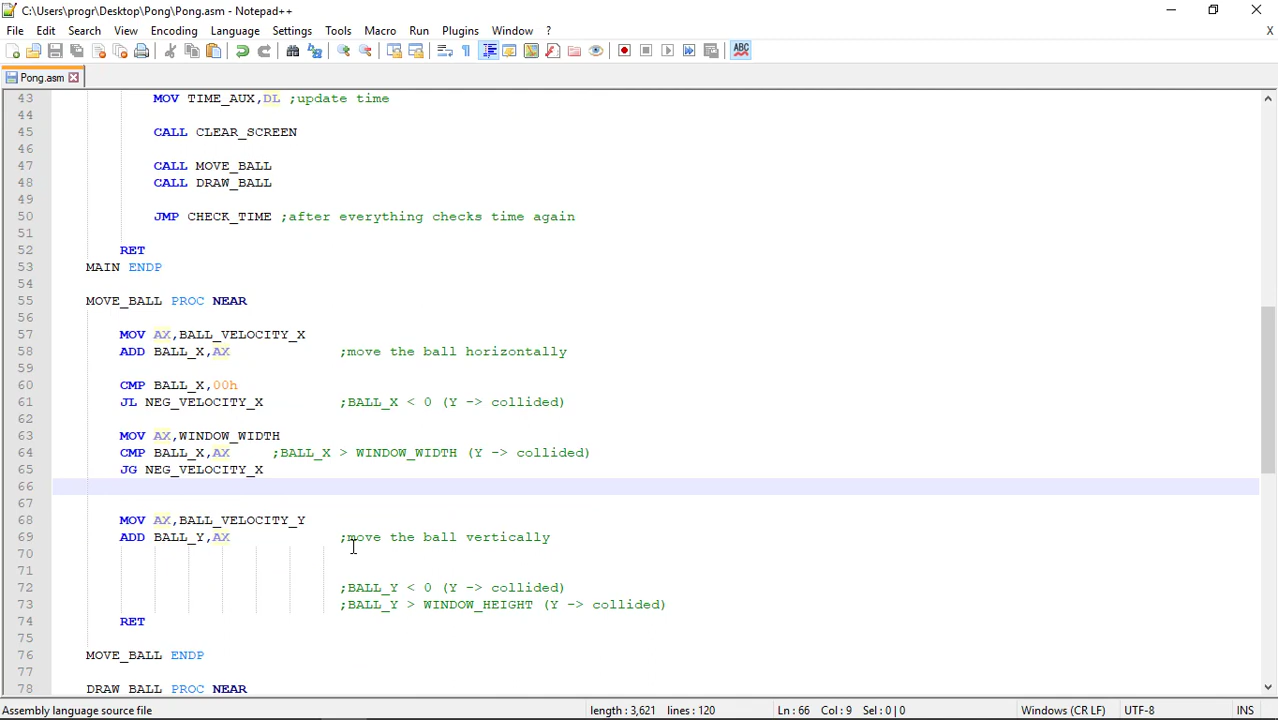 C:\Users\progr\Desktop\Pong\Pong.asm - Notepad++
File Edit Search View Encoding Language Settings Tools Macro Run Plugins Window ? X
ABC
Pong.asm
43 MOV TIME_AUX,DL ;update time
44
45 CALL CLEAR_SCREEN
46
47 CALL MOVE_BALL
48 CALL DRAW_BALL
49
50 JMP CHECK_TIME ;after everything checks time again
51
52 RET
53 MAIN ENDP
54
55 MOVE_BALL PROC NEAR
56
57 MOV AX,BALL_VELOCITY_X
58 ADD BALL_X,AX ;move the ball horizontally
59
60 CMP BALL_X,00h
61 JL NEG_VELOCITY_X ;BALL_X < 0 (Y -> collided)
62
63 MOV AX,WINDOW_WIDTH
64 CMP BALL_X,AX ;BALL_X > WINDOW_WIDTH (Y -> collided)
65 JG NEG_VELOCITY_X
66
67
68 MOV AX,BALL_VELOCITY_Y
69 ADD BALL_Y,AX ;move the ball vertically
70
71
72 ;BALL_Y < 0 (Y -> collided)
73 ;BALL_Y > WINDOW_HEIGHT (Y -> collided)
74 RET
75
76 MOVE_BALL ENDP
77
78 DRAW_BALL PROC NEAR
Assembly language source file length : 3,621 lines : 120 Ln : 66 Col : 9 Sel : 0 | 0 Windows (CR LF) UTF-8 INS